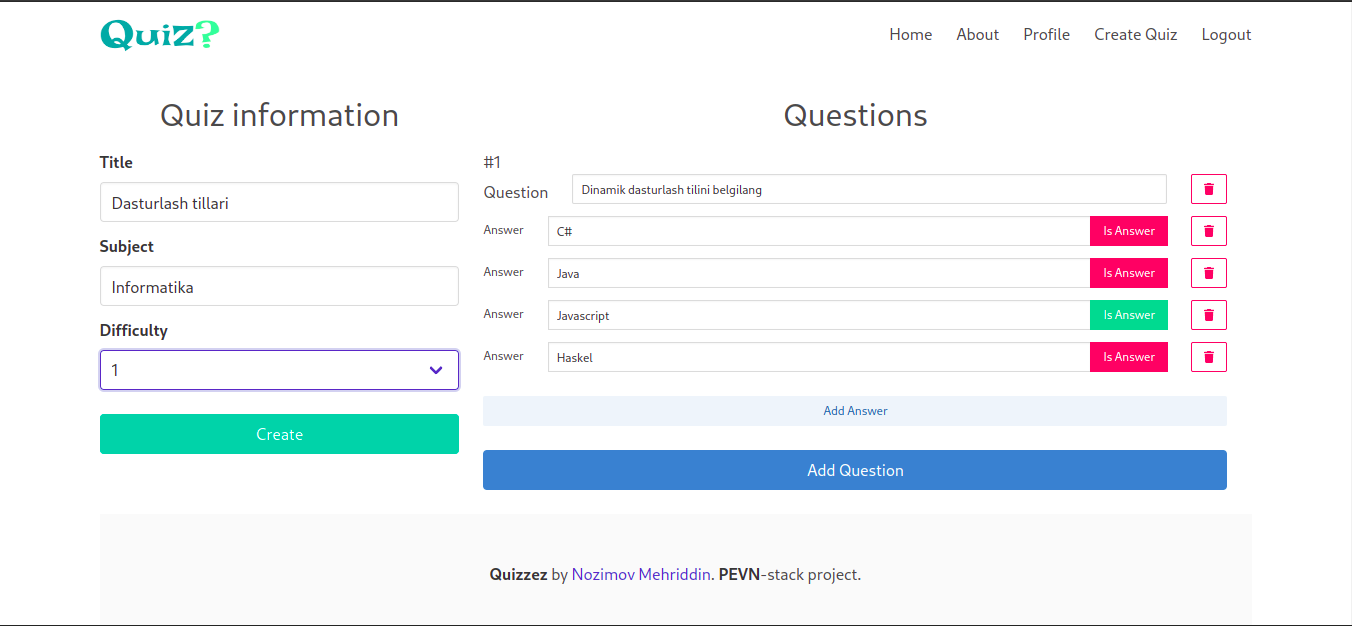 Quiz?
Home About Profile Create Quiz Logout
Quiz information
Title
Dasturlash tillari
Subject
Informatika
Difficulty
1
Create
Questions
#1
Question Dinamik dasturlash tilini belgilang
Answer C# Is Answer
Answer Java Is Answer
Answer Javascript Is Answer
Answer Haskel Is Answer
Add Answer
Add Question
Quizzez by Nozimov Mehriddin. PEVN-stack project.